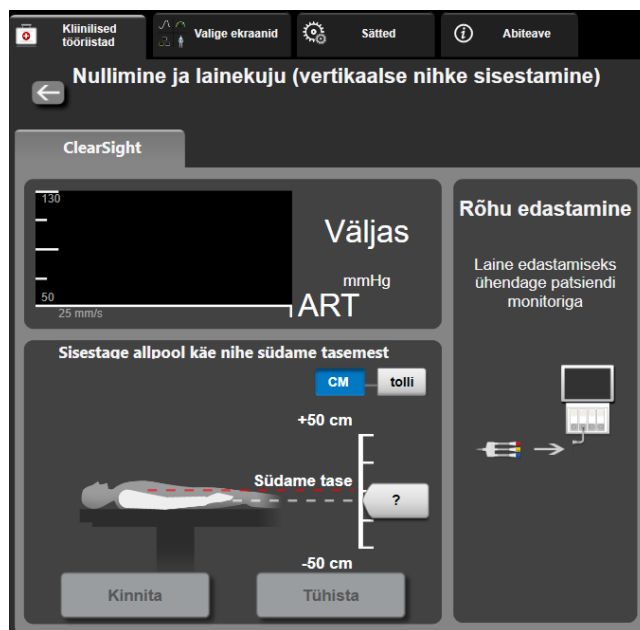 Kliinilised
tööriistad
Valige ekraanid
Sätted
Abiteave
Nullimine ja lainekuju (vertikaalse nihke sisestamine)
ClearSight
130
50
25 mm/s
Väljas
mmHg
ART
Rõhu edastamine
Laine edastamiseks
ühendage patsiendi
monitoriga
Sisestage allpool käe nihe südame tasemest
CM
tolli
+50 cm
Südame tase
?
-50 cm
Kinnita
Tühista